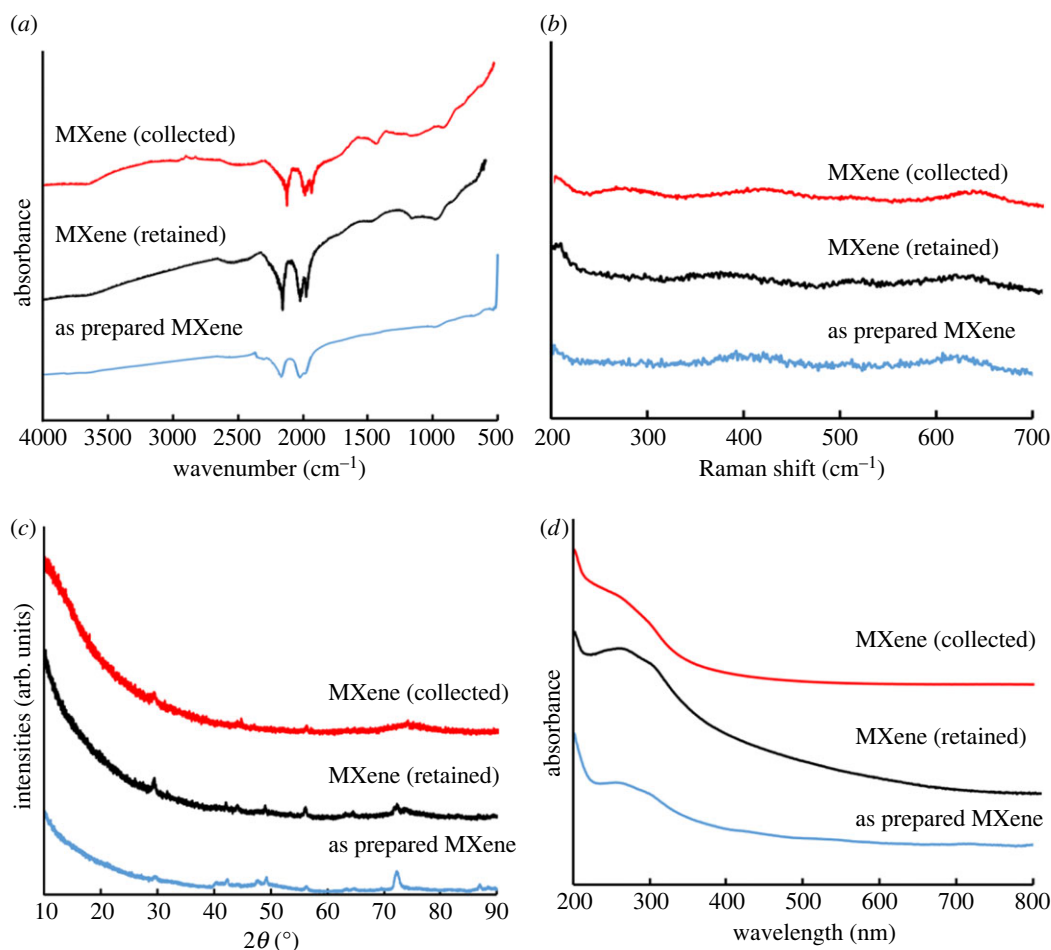 (a)
absorbance
MXene (collected)
MXene (retained)
as prepared MXene
4000 3500 3000 2500 2000 1500 1000 500
wavenumber (cm⁻¹)
(b)
MXene (collected)
MXene (retained)
as prepared MXene
200 300 400 500 600 700
Raman shift (cm⁻¹)
(c)
intensities (arb. units)
MXene (collected)
MXene (retained)
as prepared MXene
10 20 30 40 50 60 70 80 90
2θ (°)
(d)
absorbance
MXene (collected)
MXene (retained)
as prepared MXene
200 300 400 500 600 700 800
wavelength (nm)